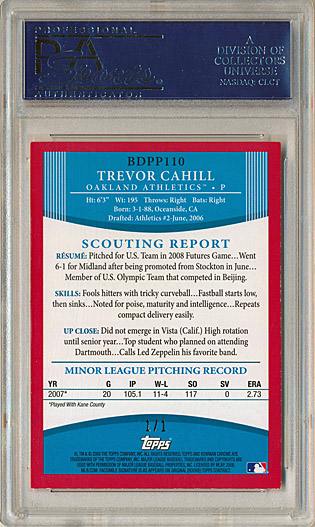 PROFESSIONAL
PSA
AUTHENTICATOR
A
DIVISION OF
COLLECTORS
UNIVERSE
NASDAQ: CLCT
BDPP110
TREVOR CAHILL
OAKLAND ATHLETICS™ • P
Ht: 6'3" Wt: 195 Throws: Right Bats: Right
Born: 3-1-88, Oceanside, CA
Drafted: Athletics #2-June, 2006
SCOUTING REPORT
RÉSUMÉ: Pitched for U.S. Team in 2008 Futures Game...Went
6-1 for Midland after being promoted from Stockton in June...
Member of U.S. Olympic Team that competed in Beijing.
SKILLS: Fools hitters with tricky curveball...Fastball starts low,
then sinks...Noted for poise, maturity and intelligence...Repeats
compact delivery easily.
UP CLOSE: Did not emerge in Vista (Calif.) High rotation
until senior year...Top student who planned on attending
Dartmouth...Calls Led Zeppelin his favorite band.
MINOR LEAGUE PITCHING RECORD
YR G IP W-L SO SV ERA
2007* 20 105.1 11-4 117 0 2.73
*Played With Kane County
1/1
Topps